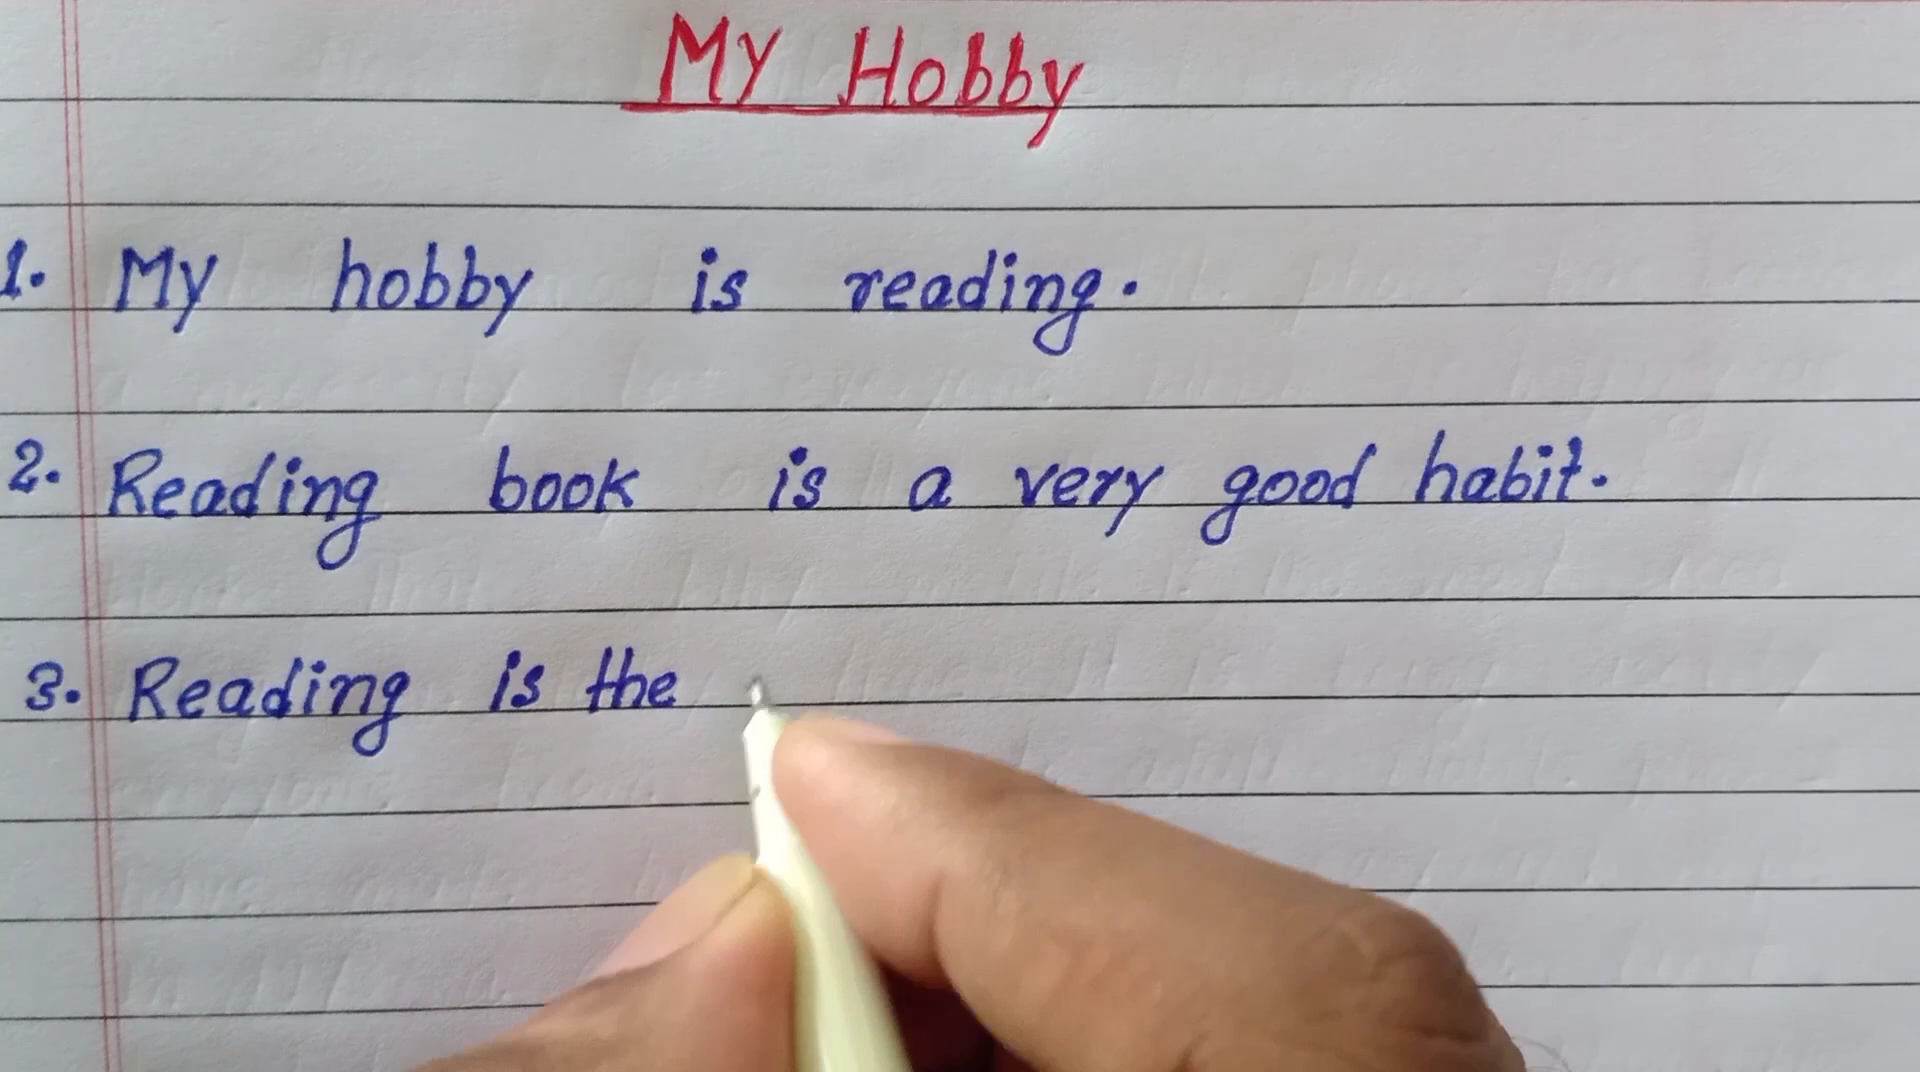 My Hobby
1. My hobby is reading.
2. Reading book is a very good habit.
3. Reading is the